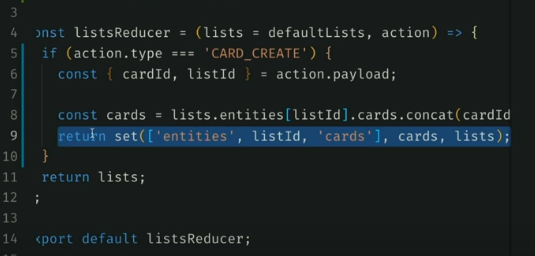 3
4 onst listsReducer = (lists = defaultLists, action) => {
5 if (action.type === 'CARD_CREATE') {
6 const { cardId, listId } = action.payload;
7
8 const cards = lists.entities[listId].cards.concat(cardId
9 return set(['entities', listId, 'cards'], cards, lists);
10 }
11 return lists;
12 ;
13
14 xport default listsReducer;